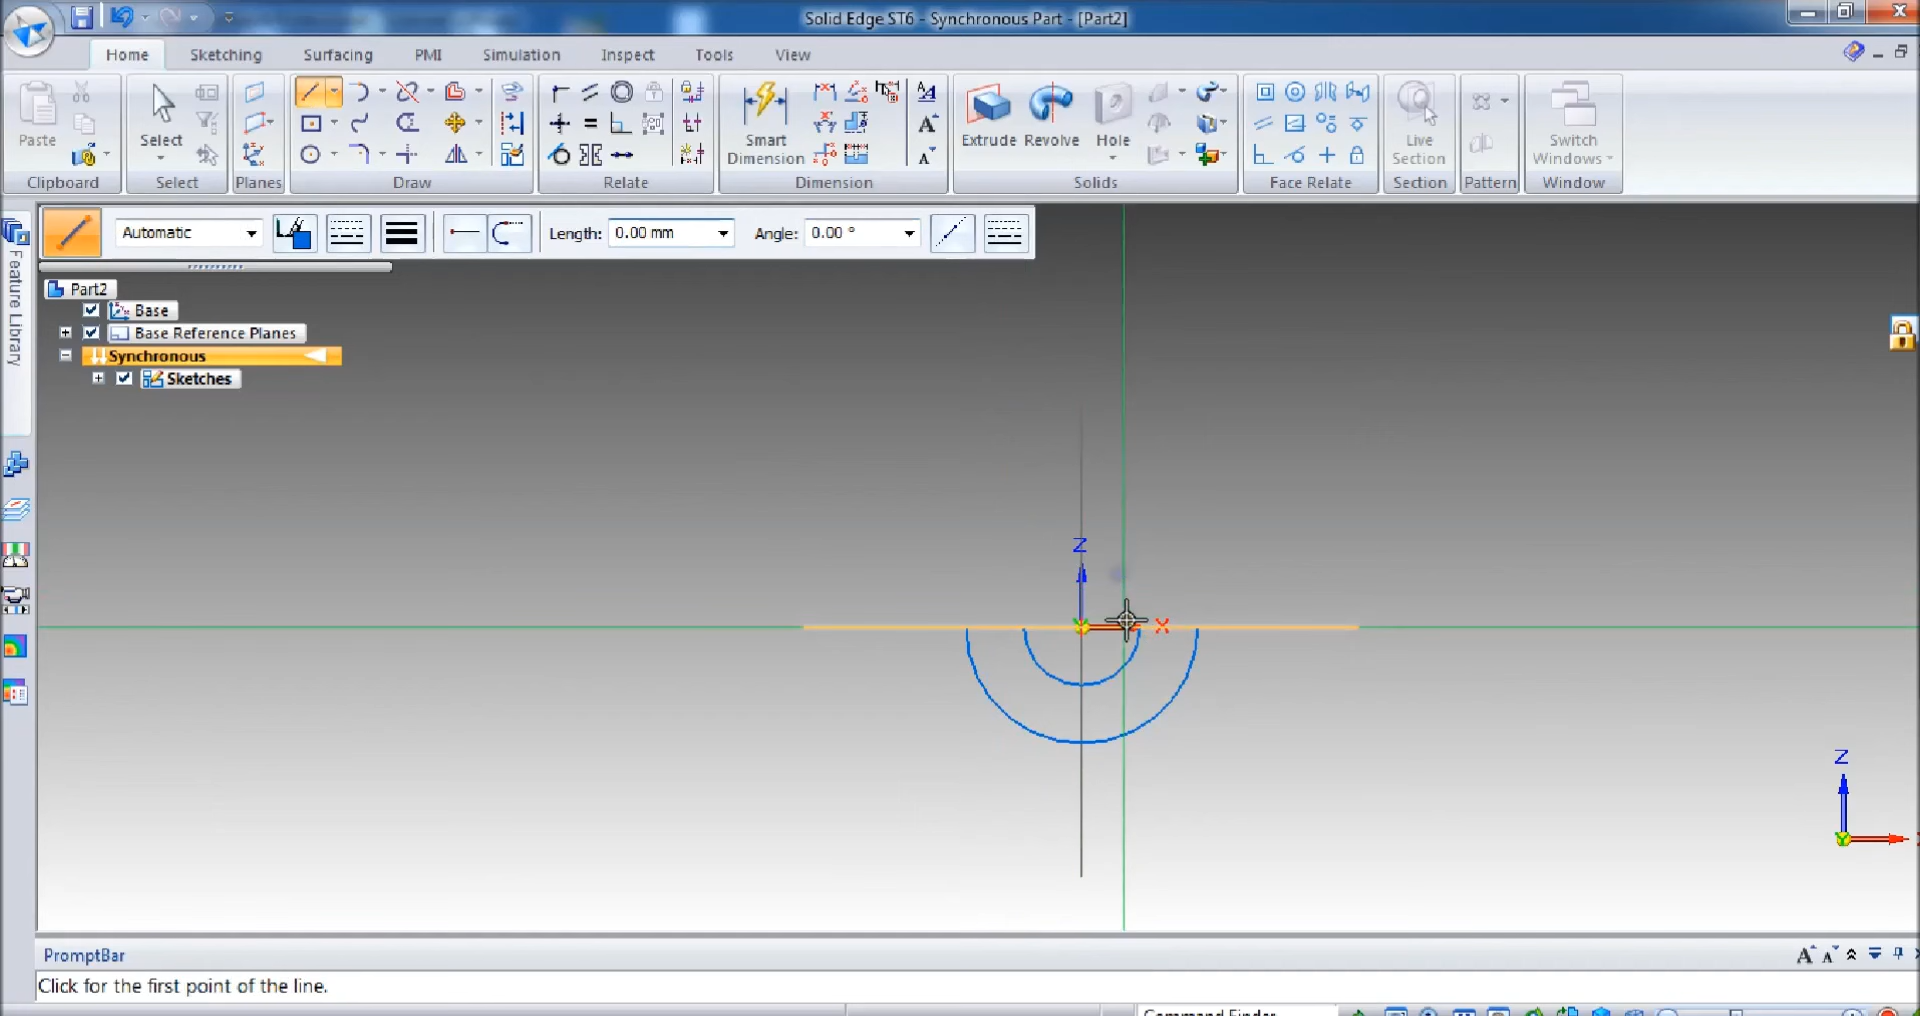 Solid Edge ST6 - Synchronous Part - [Part2]
Home Sketching Surfacing PMI Simulation Inspect Tools View
Paste Select Smart Dimension Extrude Revolve Hole Live Section Switch Windows
Clipboard Select Planes Draw Relate Dimension Solids Face Relate Section Pattern Window
Automatic Length: 0.00 mm Angle: 0.00 °
Feature Library
Part2
Base
Base Reference Planes
Synchronous
Sketches
Z
X
Z
PromptBar
Click for the first point of the line.
Command Finder